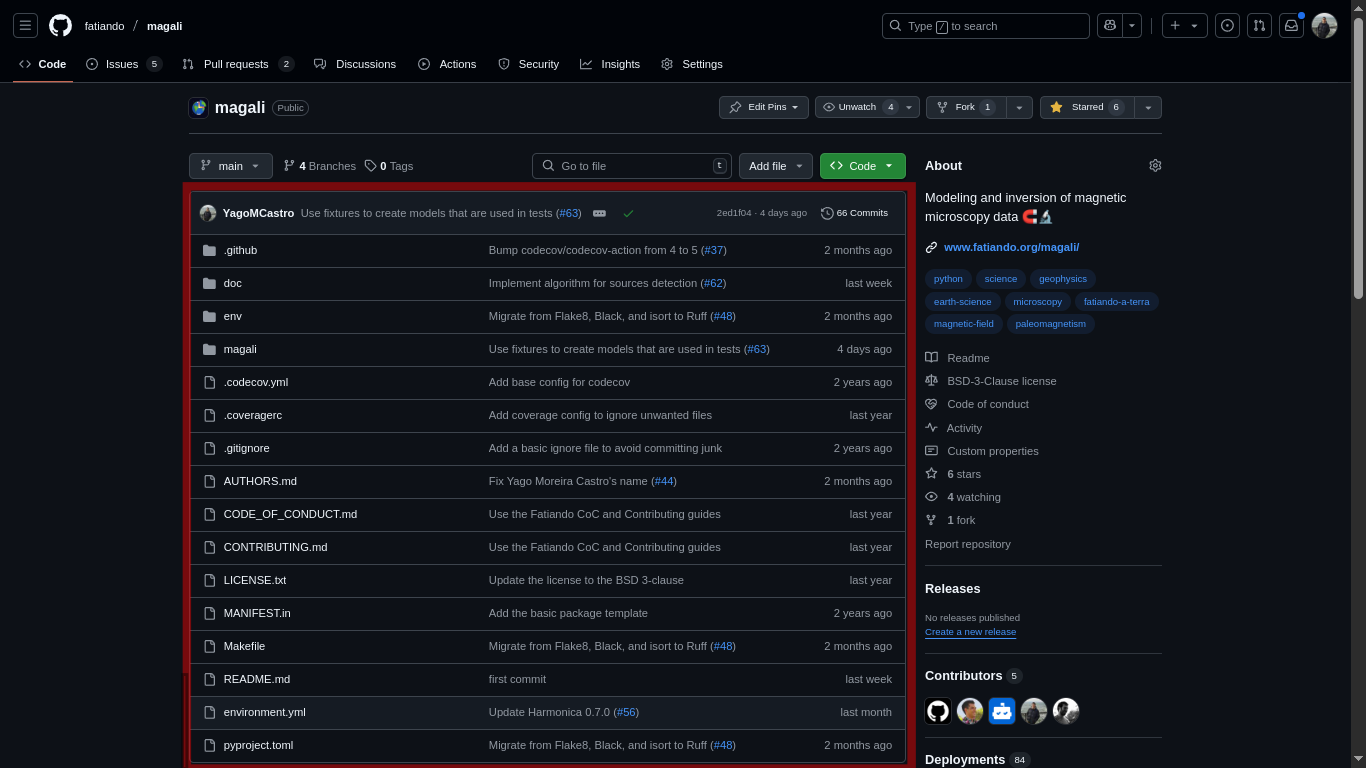 fatiando / magali
Type / to search
Code Issues 5 Pull requests 2 Discussions Actions Security Insights Settings
magali Public
Edit Pins Unwatch 4 Fork 1 Starred 6
main 4 Branches 0 Tags Go to file t Add file Code
YagoMCastro Use fixtures to create models that are used in tests (#63) 2ed1f04 · 4 days ago 66 Commits
.github Bump codecov/codecov-action from 4 to 5 (#37) 2 months ago
doc Implement algorithm for sources detection (#62) last week
env Migrate from Flake8, Black, and isort to Ruff (#48) 2 months ago
magali Use fixtures to create models that are used in tests (#63) 4 days ago
.codecov.yml Add base config for codecov 2 years ago
.coveragerc Add coverage config to ignore unwanted files last year
.gitignore Add a basic ignore file to avoid committing junk 2 years ago
AUTHORS.md Fix Yago Moreira Castro's name (#44) 2 months ago
CODE_OF_CONDUCT.md Use the Fatiando CoC and Contributing guides last year
CONTRIBUTING.md Use the Fatiando CoC and Contributing guides last year
LICENSE.txt Update the license to the BSD 3-clause last year
MANIFEST.in Add the basic package template 2 years ago
Makefile Migrate from Flake8, Black, and isort to Ruff (#48) 2 months ago
README.md first commit last week
environment.yml Update Harmonica 0.7.0 (#56) last month
pyproject.toml Migrate from Flake8, Black, and isort to Ruff (#48) 2 months ago
About
Modeling and inversion of magnetic
microscopy data 🧲🔬
www.fatiando.org/magali/
python science geophysics
earth-science microscopy fatiando-a-terra
magnetic-field paleomagnetism
Readme
BSD-3-Clause license
Code of conduct
Activity
Custom properties
6 stars
4 watching
1 fork
Report repository
Releases
No releases published
Create a new release
Contributors 5
Deployments 84